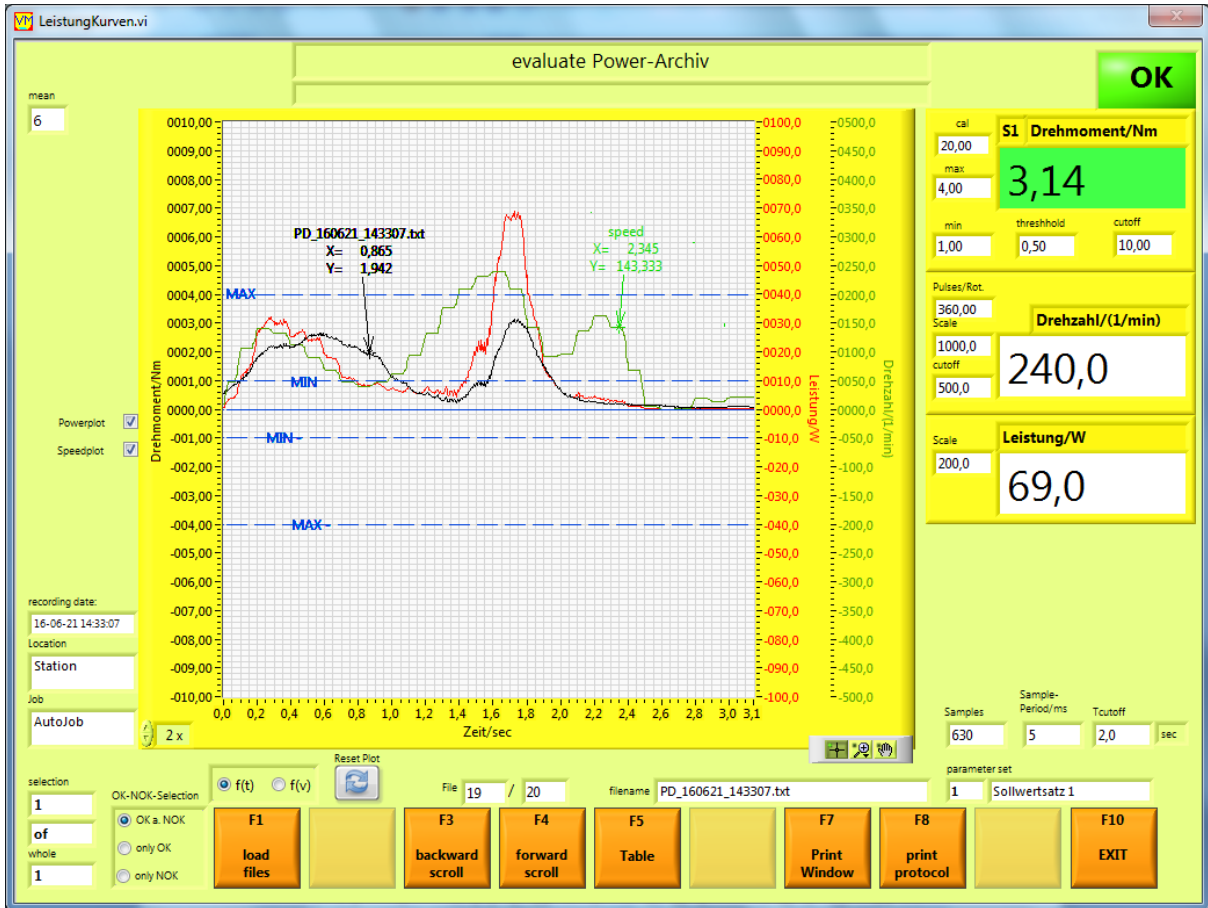 LeistungKurven.vi
evaluate Power-Archiv
OK
mean
6
0010,00
0009,00
0008,00
0007,00
0006,00
0005,00
0004,00
0003,00
0002,00
0001,00
0000,00
-001,00
-002,00
-003,00
-004,00
-005,00
-006,00
-007,00
-008,00
-009,00
-010,00
Drehmoment/Nm
PD_160621_143307.txt
X= 0,865
Y= 1,942
speed
X= 2,345
Y= 143,333
MAX
MIN
MIN -
MAX -
0100,0
0090,0
0080,0
0070,0
0060,0
0050,0
0040,0
0030,0
0020,0
0010,0
0000,0
-010,0
-020,0
-030,0
-040,0
-050,0
-060,0
-070,0
-080,0
-090,0
-100,0
Leistung/W
0500,0
0450,0
0400,0
0350,0
0300,0
0250,0
0200,0
0150,0
0100,0
0050,0
0000,0
-050,0
-100,0
-150,0
-200,0
-250,0
-300,0
-350,0
-400,0
-450,0
-500,0
Drehzahl/(1/min)
0,0 0,2 0,4 0,6 0,8 1,0 1,2 1,4 1,6 1,8 2,0 2,2 2,4 2,6 2,8 3,0 3,1
Zeit/sec
2 x
Powerplot
Speedplot
recording date:
16-06-21 14:33:07
Location
Station
Job
AutoJob
cal
20,00
max
4,00
S1 Drehmoment/Nm
3,14
min
1,00
threshhold
0,50
cutoff
10,00
Pulses/Rot.
360,00
Scale
1000,0
cutoff
500,0
Drehzahl/(1/min)
240,0
Scale
200,0
Leistung/W
69,0
Samples
630
Sample-
Period/ms
5
Tcutoff
2,0 sec
parameter set
1 Sollwertsatz 1
selection
1
of
whole
1
OK-NOK-Selection
OK a. NOK
only OK
only NOK
f(t) f(v)
Reset Plot
File 19 / 20
filename PD_160621_143307.txt
F1
load
files
F3
backward
scroll
F4
forward
scroll
F5
Table
F7
Print
Window
F8
print
protocol
F10
EXIT